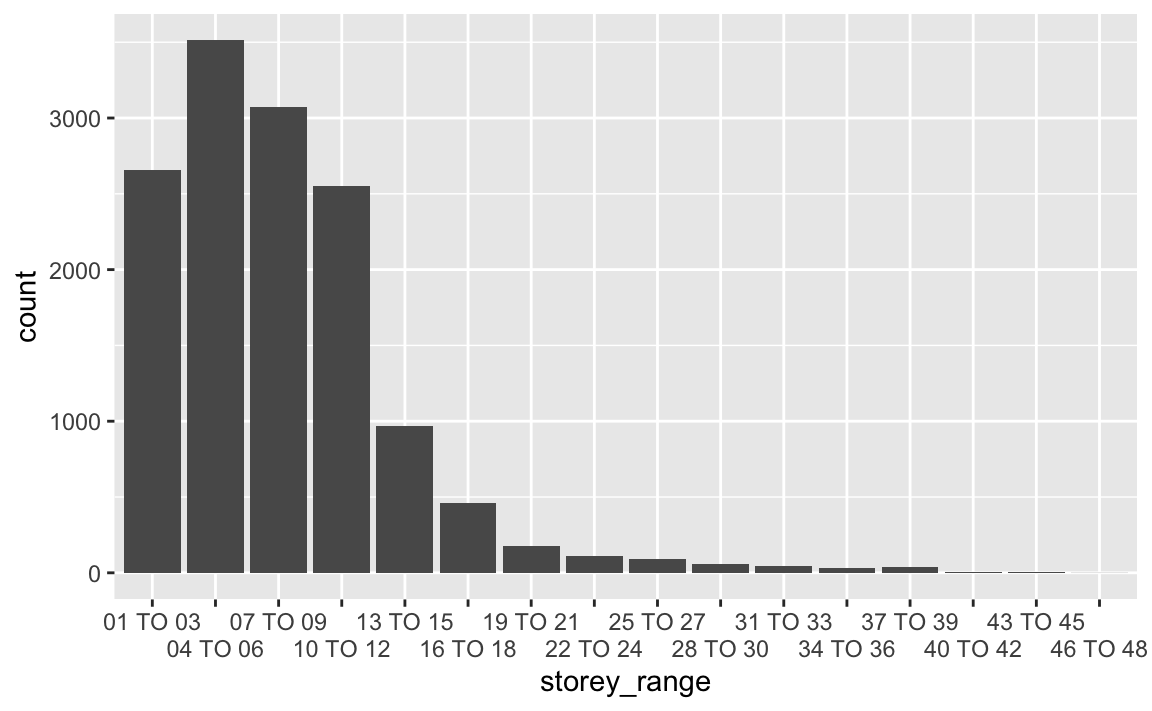 3000
2000
1000
0
count
01 TO 03 07 TO 09 13 TO 15 19 TO 21 25 TO 27 31 TO 33 37 TO 39 43 TO 45
04 TO 06 10 TO 12 16 TO 18 22 TO 24 28 TO 30 34 TO 36 40 TO 42 46 TO 48
storey_range